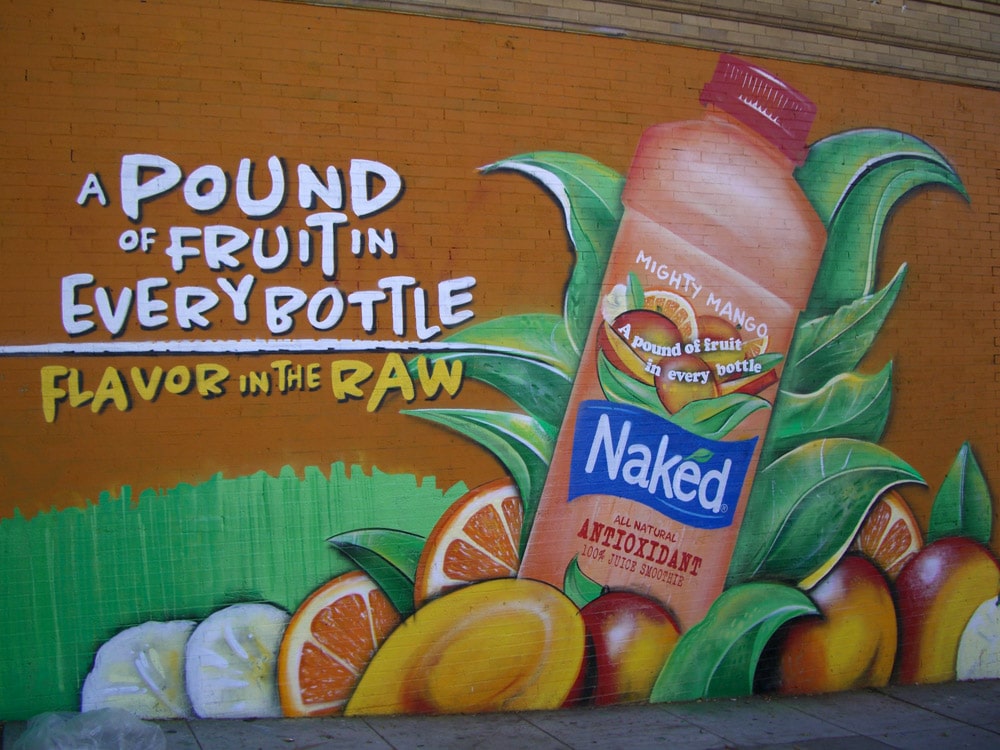 A POUND
OF FRUIT IN
EVERY BOTTLE
FLAVOR IN THE RAW
MIGHTY MANGO
A pound of fruit
in every bottle
Naked®
ALL NATURAL
ANTIOXIDANT
100% JUICE SMOOTHIE